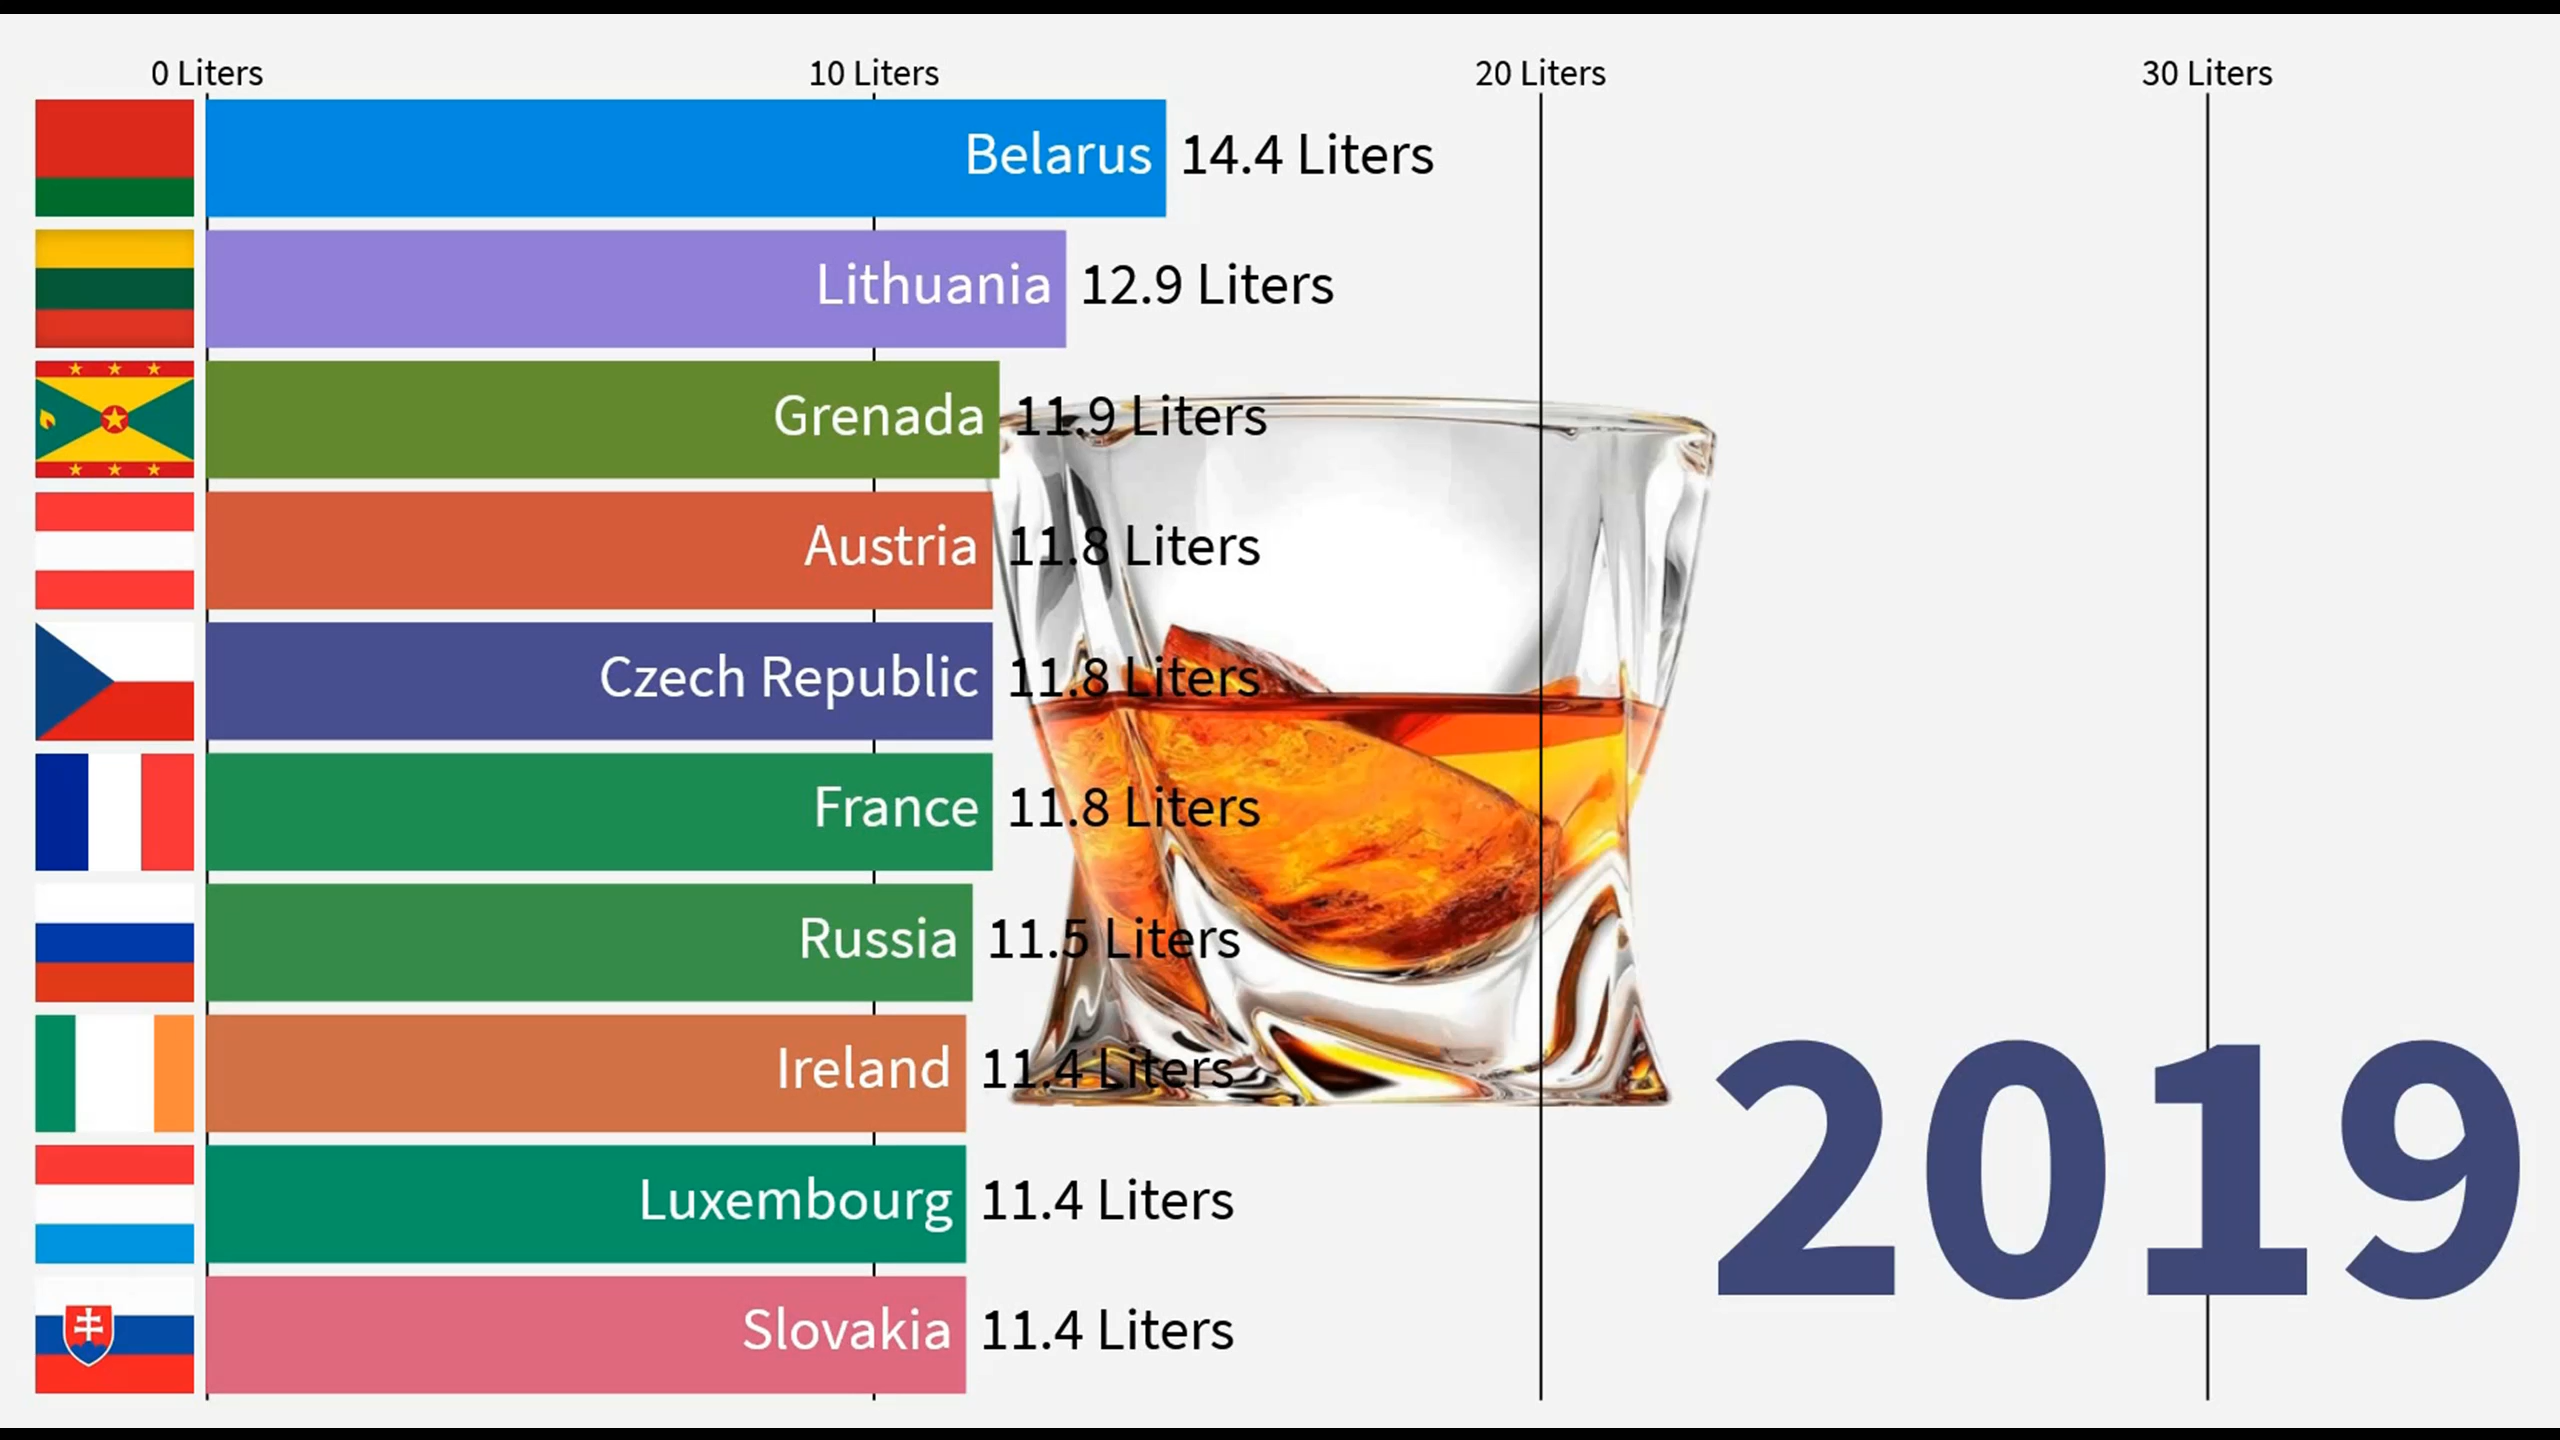 0 Liters 10 Liters 20 Liters 30 Liters
Belarus 14.4 Liters
Lithuania 12.9 Liters
Grenada 11.9 Liters
Austria 11.8 Liters
Czech Republic 11.8 Liters
France 11.8 Liters
Russia 11.5 Liters
Ireland 11.4 Liters
Luxembourg 11.4 Liters
Slovakia 11.4 Liters
2019